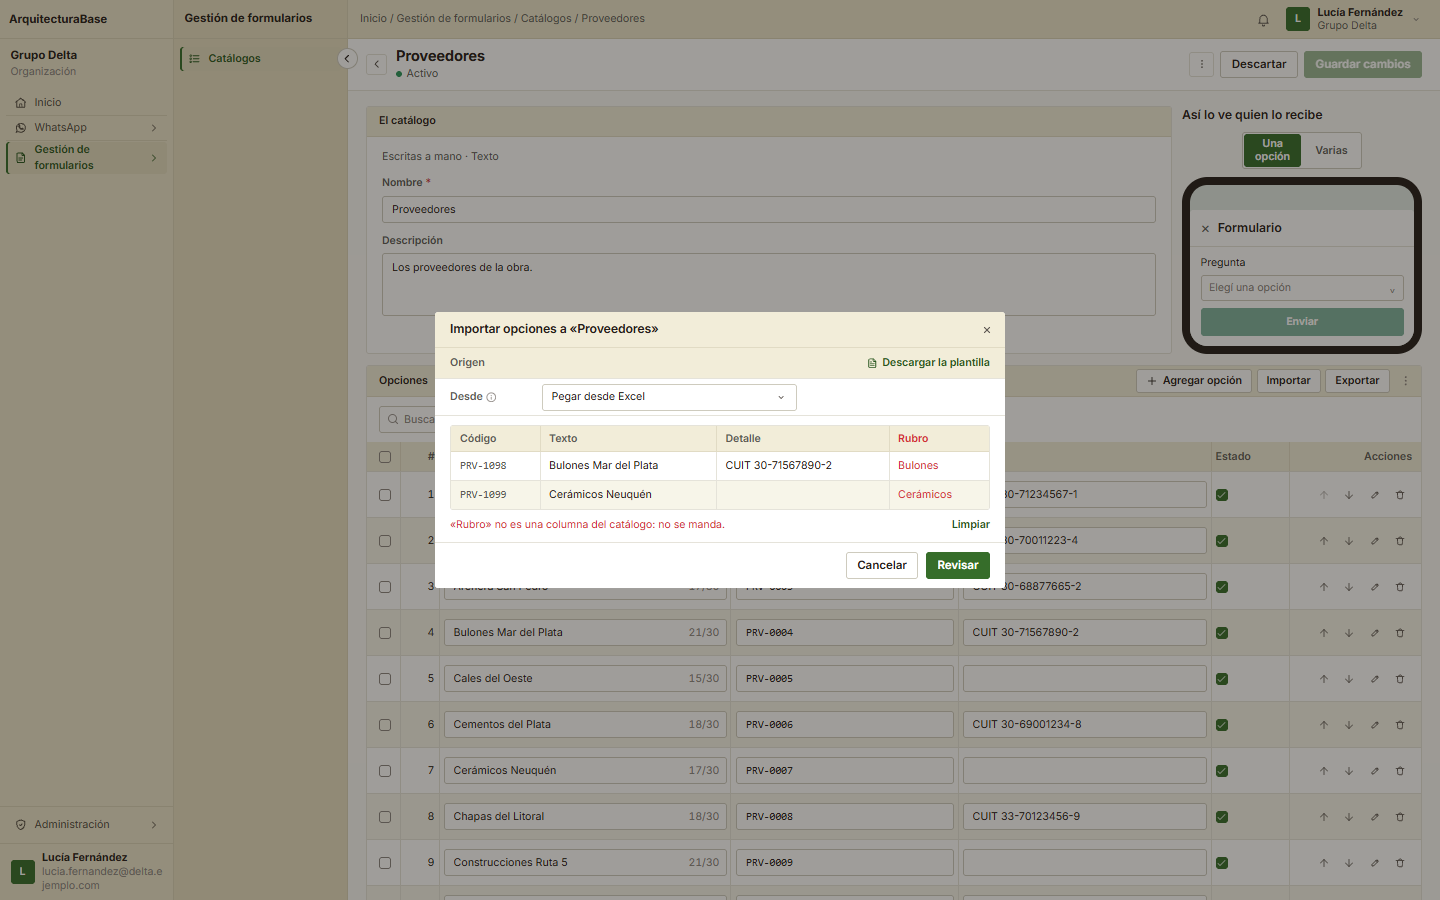 ArquitecturaBase
Gestión de formularios
Inicio / Gestión de formularios / Catálogos / Proveedores
L
Lucía Fernández
Grupo Delta
Grupo Delta
Organización
Inicio
WhatsApp
Gestión de
formularios
Catálogos
Proveedores
Activo
Descartar
Guardar cambios
El catálogo
Escritas a mano · Texto
Nombre *
Proveedores
Descripción
Los proveedores de la obra.
Así lo ve quien lo recibe
Una
opción
Varias
Formulario
Pregunta
Elegí una opción
Enviar
Importar opciones a «Proveedores»
Origen
Descargar la plantilla
Desde
Pegar desde Excel
Código Texto Detalle Rubro
PRV-1098 Bulones Mar del Plata CUIT 30-71567890-2 Bulones
PRV-1099 Cerámicos Neuquén Cerámicos
«Rubro» no es una columna del catálogo: no se manda.
Limpiar
Cancelar
Revisar
Opciones
Agregar opción
Importar
Exportar
#
Estado
Acciones
1 30-71234567-1
2 30-70011223-4
3 30-68877665-2
4 Bulones Mar del Plata 21/30 PRV-0004 CUIT 30-71567890-2
5 Cales del Oeste 15/30 PRV-0005
6 Cementos del Plata 18/30 PRV-0006 CUIT 30-69001234-8
7 Cerámicos Neuquén 17/30 PRV-0007
8 Chapas del Litoral 18/30 PRV-0008 CUIT 33-70123456-9
9 Construcciones Ruta 5 21/30 PRV-0009
Administración
L
Lucía Fernández
lucia.fernandez@delta.e
jemplo.com